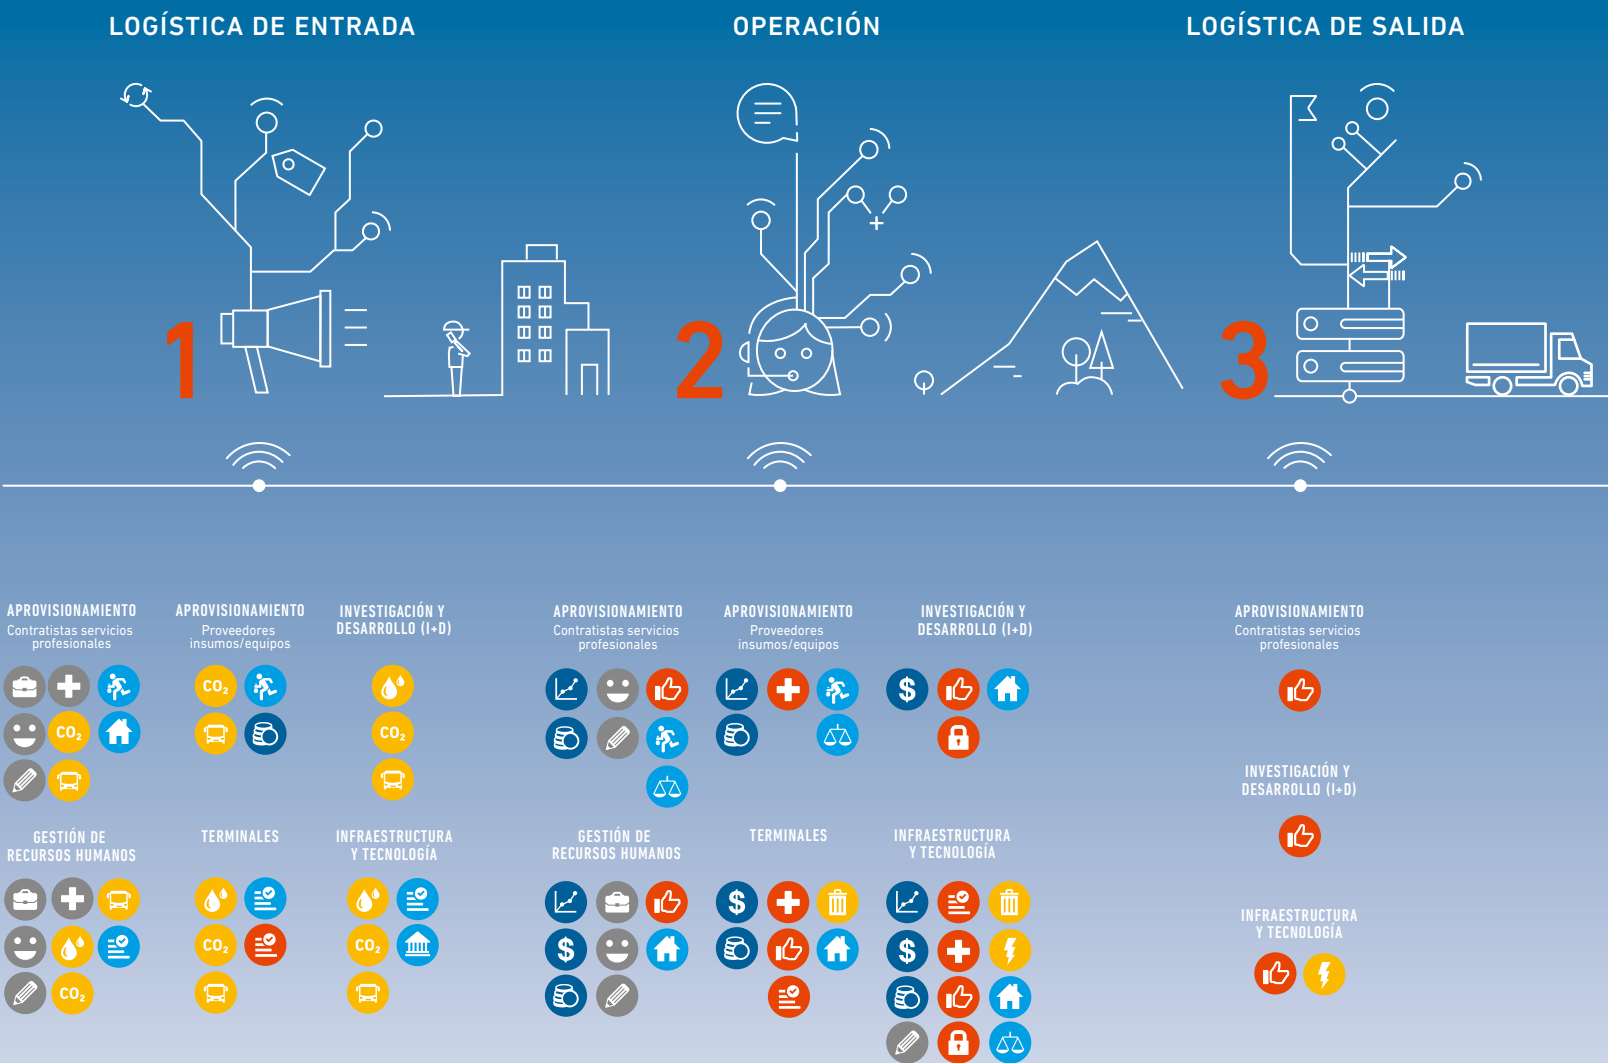 LOGÍSTICA DE ENTRADA
OPERACIÓN
LOGÍSTICA DE SALIDA
1
2
3
APROVISIONAMIENTO
Contratistas servicios
profesionales
CO₂
APROVISIONAMIENTO
Proveedores
insumos/equipos
CO₂
INVESTIGACIÓN Y
DESARROLLO (I+D)
CO₂
GESTIÓN DE
RECURSOS HUMANOS
CO₂
TERMINALES
CO₂
INFRAESTRUCTURA
Y TECNOLOGÍA
CO₂
APROVISIONAMIENTO
Contratistas servicios
profesionales
APROVISIONAMIENTO
Proveedores
insumos/equipos
INVESTIGACIÓN Y
DESARROLLO (I+D)
$
GESTIÓN DE
RECURSOS HUMANOS
$
TERMINALES
$
INFRAESTRUCTURA
Y TECNOLOGÍA
$
APROVISIONAMIENTO
Contratistas servicios
profesionales
INVESTIGACIÓN Y
DESARROLLO (I+D)
INFRAESTRUCTURA
Y TECNOLOGÍA